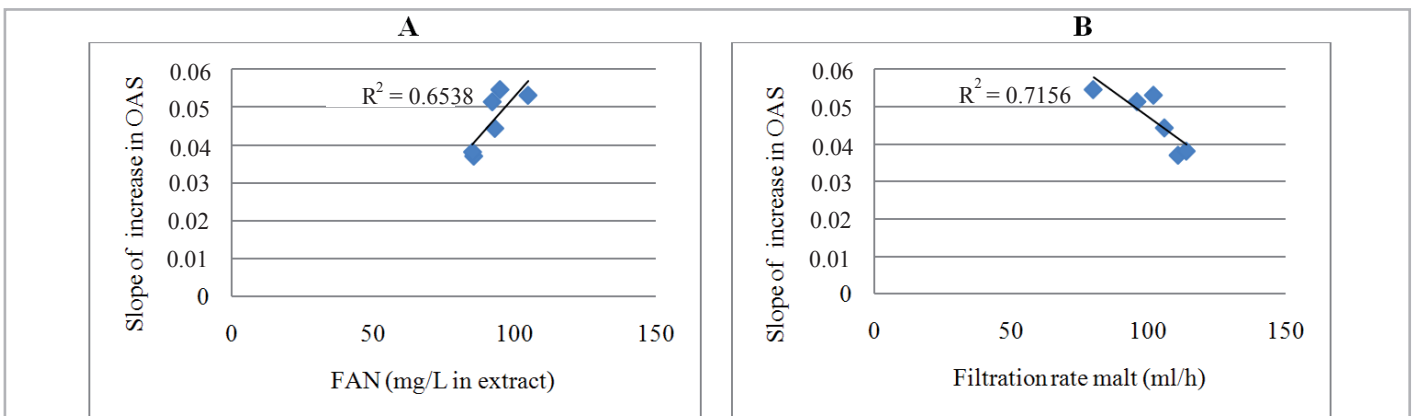 A
Slope of increase in OAS
0.06
0.05
0.04
0.03
0.02
0.01
0
R² = 0.6538
0 50 100 150
FAN (mg/L in extract)
B
Slope of increase in OAS
0.06
0.05
0.04
0.03
0.02
0.01
0
R² = 0.7156
0 50 100 150
Filtration rate malt (ml/h)